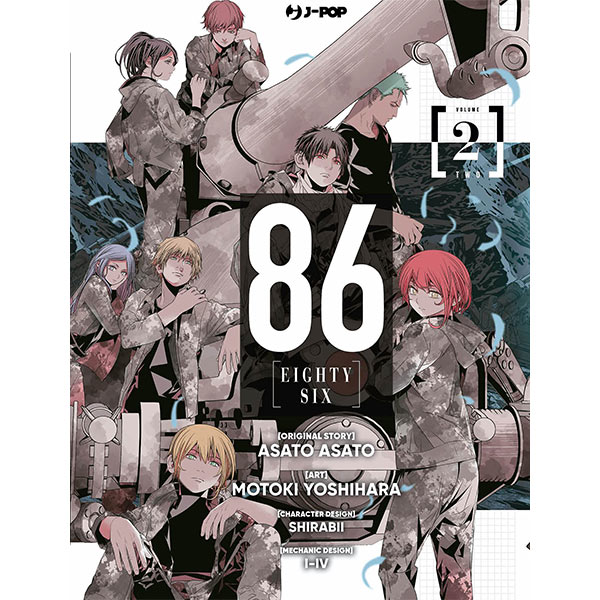 J-POP
VOLUME
2
TWO
86
EIGHTY
SIX
[ORIGINAL STORY]
ASATO ASATO
[ART]
MOTOKI YOSHIHARA
[CHARACTER DESIGN]
SHIRABII
[MECHANIC DESIGN]
I-IV